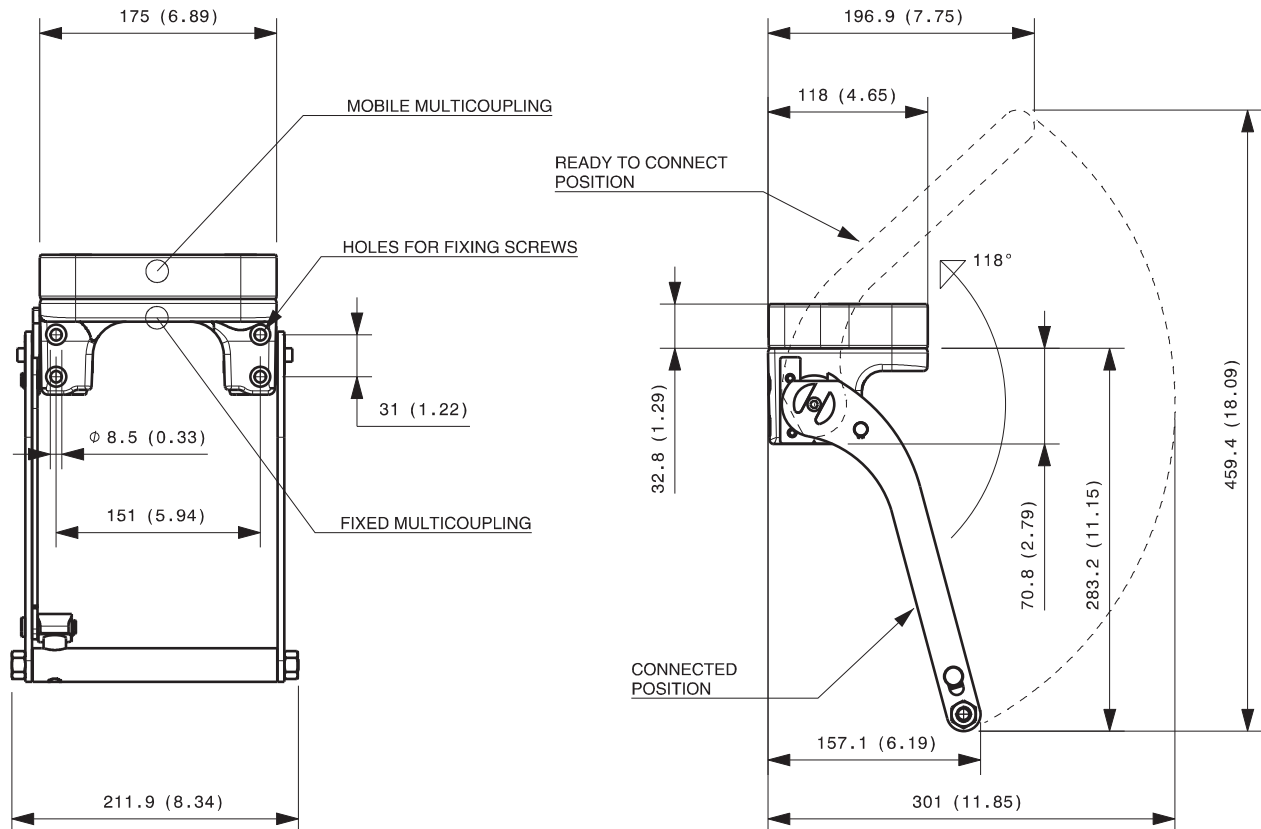 175 (6.89)
MOBILE MULTICOUPLING
HOLES FOR FIXING SCREWS
31 (1.22)
ϕ 8.5 (0.33)
151 (5.94)
FIXED MULTICOUPLING
211.9 (8.34)
196.9 (7.75)
118 (4.65)
READY TO CONNECT
POSITION
118°
32.8 (1.29)
70.8 (2.79)
283.2 (11.15)
459.4 (18.09)
CONNECTED
POSITION
157.1 (6.19)
301 (11.85)